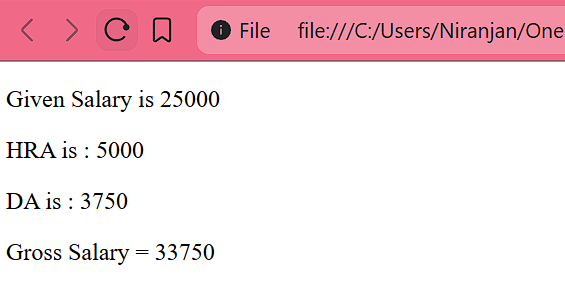 File file:///C:/Users/Niranjan/One
Given Salary is 25000
HRA is : 5000
DA is : 3750
Gross Salary = 33750